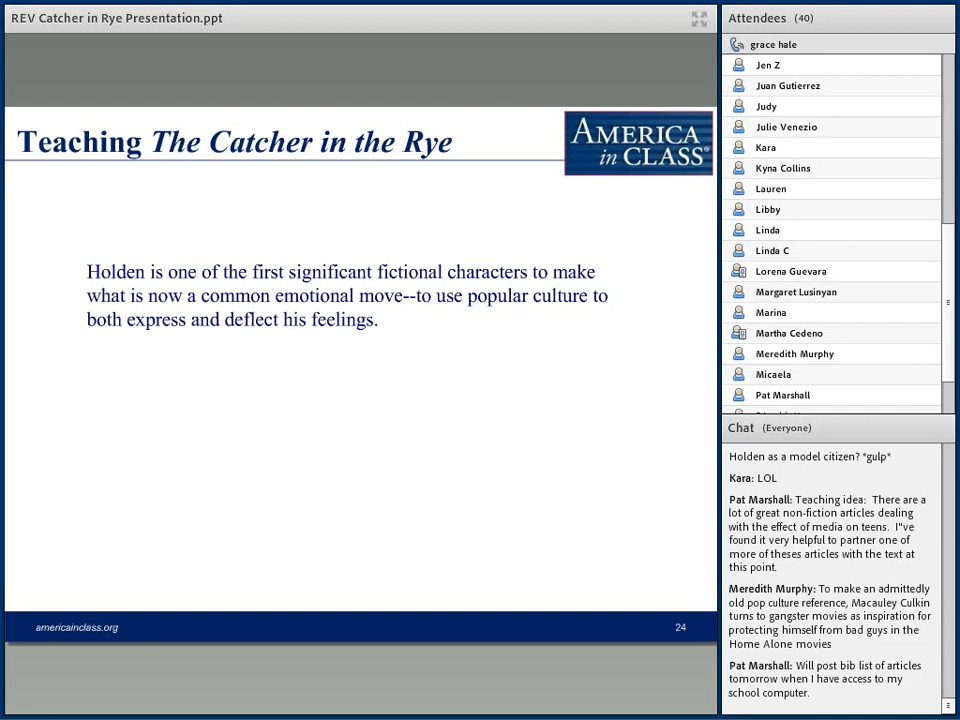 REV Catcher in Rye Presentation.ppt
Teaching The Catcher in the Rye
AMERICA
in CLASS®
Holden is one of the first significant fictional characters to make
what is now a common emotional move--to use popular culture to
both express and deflect his feelings.
americainclass.org
24
Attendees (40)
grace hale
Jen Z
Juan Gutierrez
Judy
Julie Venezio
Kara
Kyna Collins
Lauren
Libby
Linda
Linda C
Lorena Guevara
Margaret Lusinyan
Marina
Martha Cedeno
Meredith Murphy
Micaela
Pat Marshall
Chat (Everyone)
Holden as a model citizen? *gulp*
Kara: LOL
Pat Marshall: Teaching idea: There are a
lot of great non-fiction articles dealing
with the effect of media on teens. I"ve
found it very helpful to partner one of
more of theses articles with the text at
this point.
Meredith Murphy: To make an admittedly
old pop culture reference, Macauley Culkin
turns to gangster movies as inspiration for
protecting himself from bad guys in the
Home Alone movies
Pat Marshall: Will post bib list of articles
tomorrow when I have access to my
school computer.